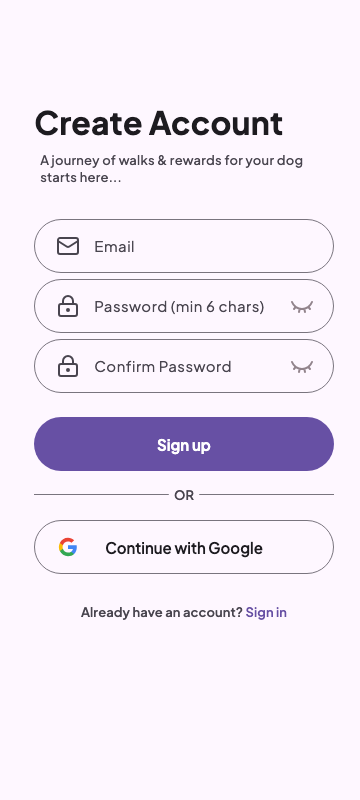 Create Account
A journey of walks & rewards for your dog
starts here...
Email
Password (min 6 chars)
Confirm Password
Sign up
OR
Continue with Google
Already have an account? Sign in